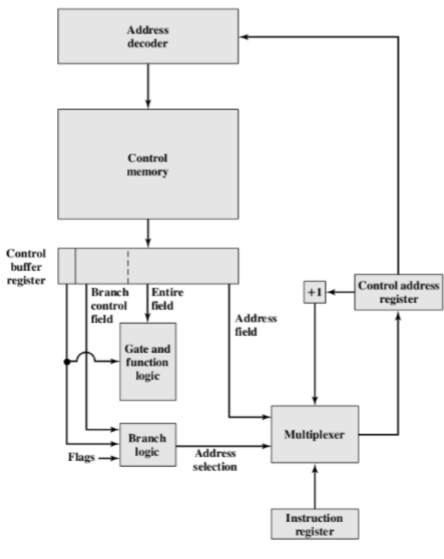 Address
decoder
Control
memory
Control
buffer
register
Branch
control
field
Entire
field
Address
field
+1
Control address
register
Gate and
function
logic
Branch
logic
Flags
Address
selection
Multiplexer
Instruction
register